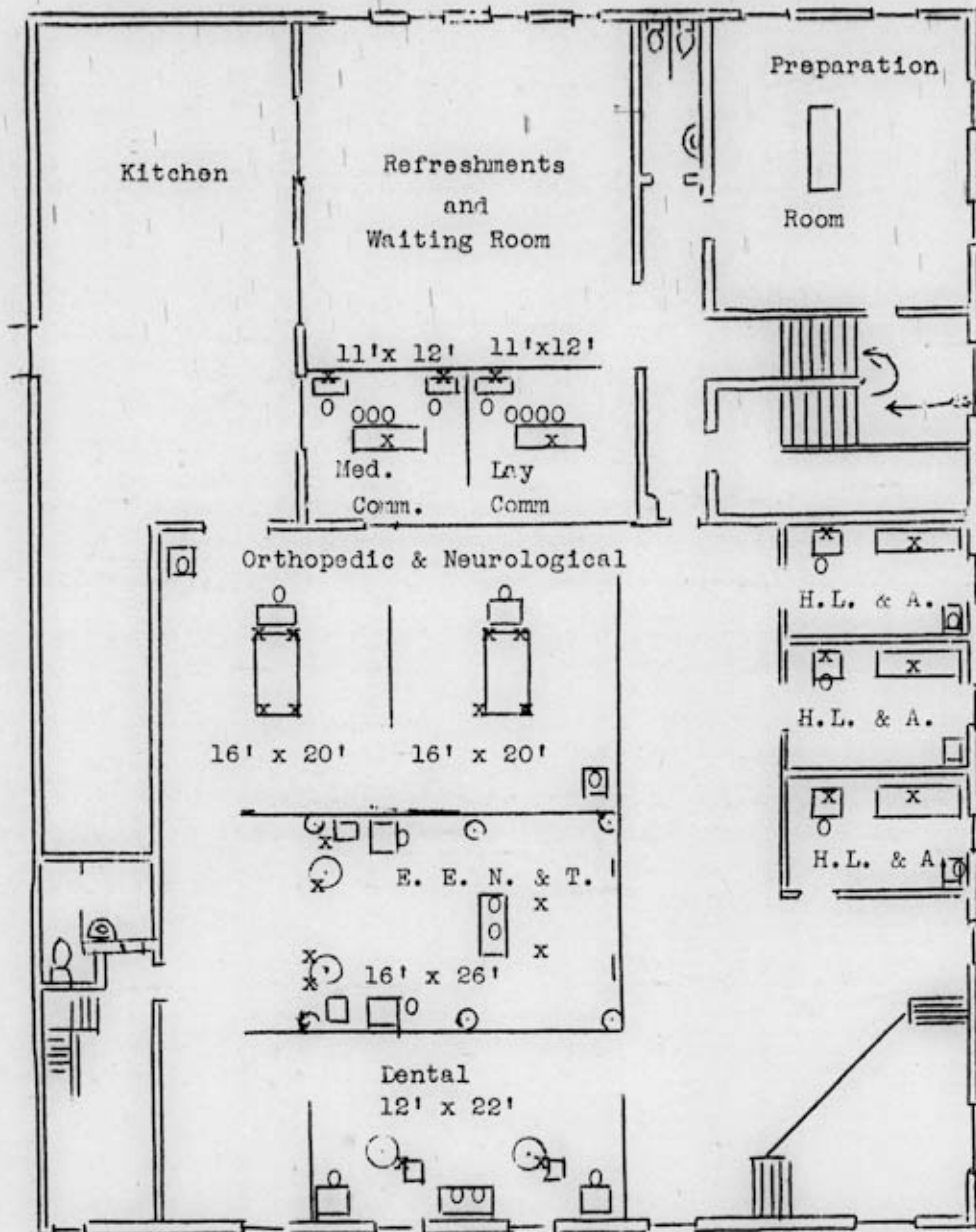 Preparation
Kitchen
Refreshments
and
Waiting Room
Room
11'x 12'
11'x12'
Med.
Comm.
Lay
Comm
Orthopedic & Neurological
H.L. & A.
H.L. & A.
H.L. & A
16' x 20'
16' x 20'
E. E. N. & T.
16' x 26'
Dental
12' x 22'